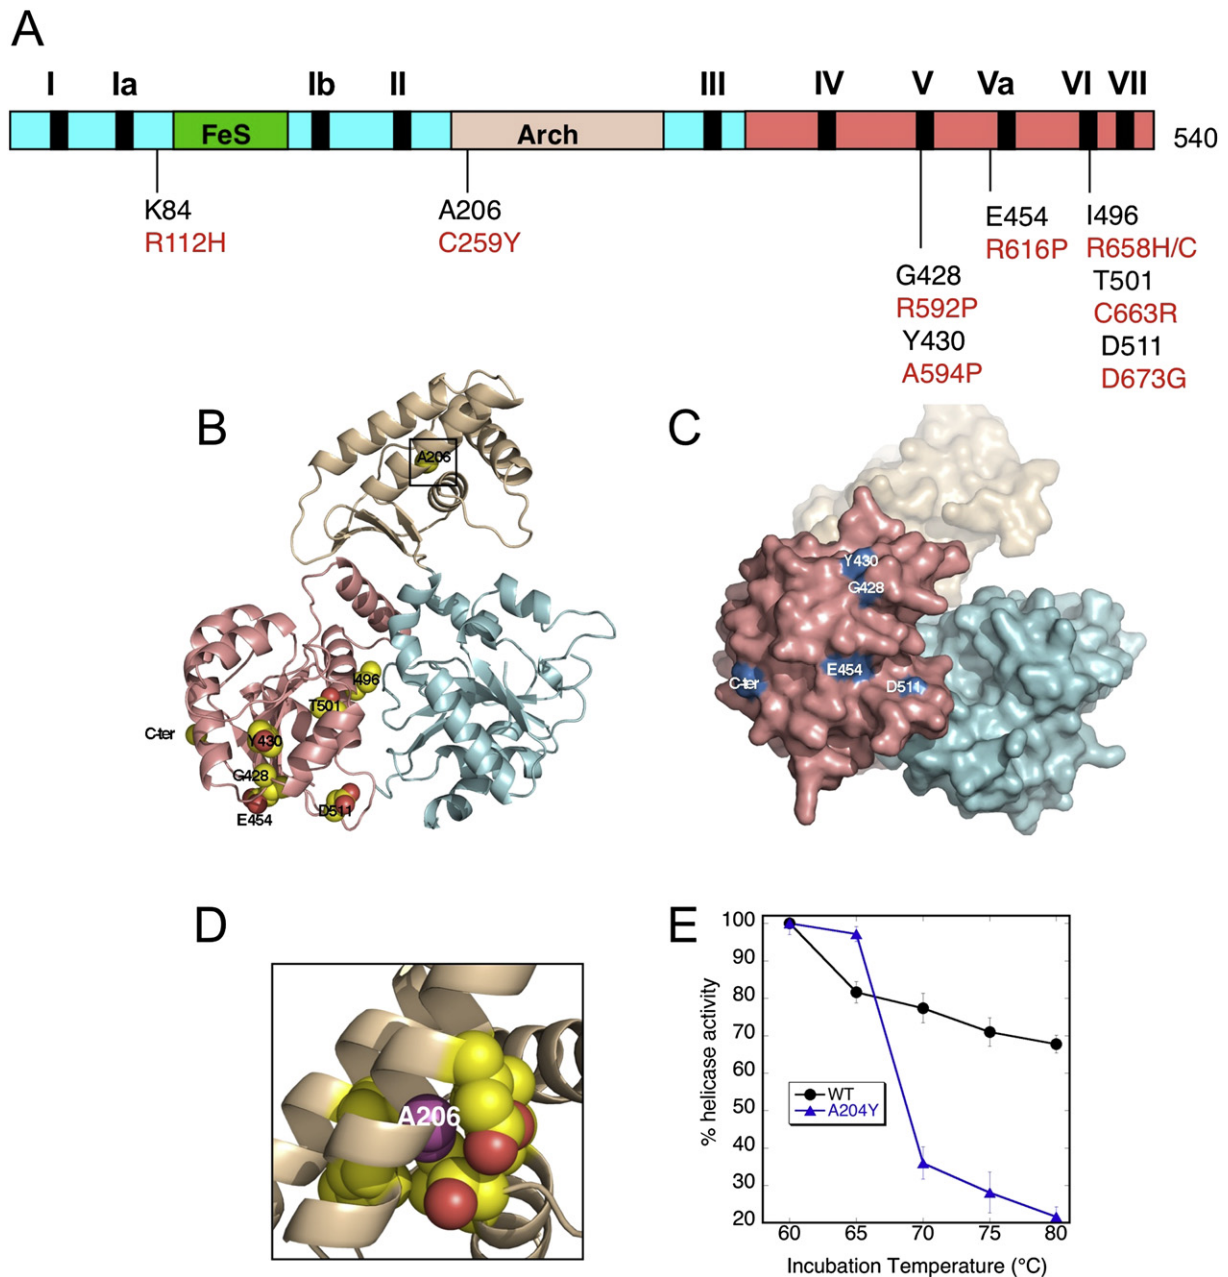 A
I Ia Ib II III IV V Va VI VII
FeS Arch 540
K84 A206 E454 I496
R112H C259Y R616P R658H/C
G428 T501
R592P C663R
Y430 D511
A594P D673G
B
A206
I496
T501
C-ter
Y430
G428
E454
D511
C
Y430
G428
E454
C-ter
D511
D
A206
E
100
90
80
70
60
50
40
30
20
% helicase activity
WT
A204Y
60 65 70 75 80
Incubation Temperature (°C)